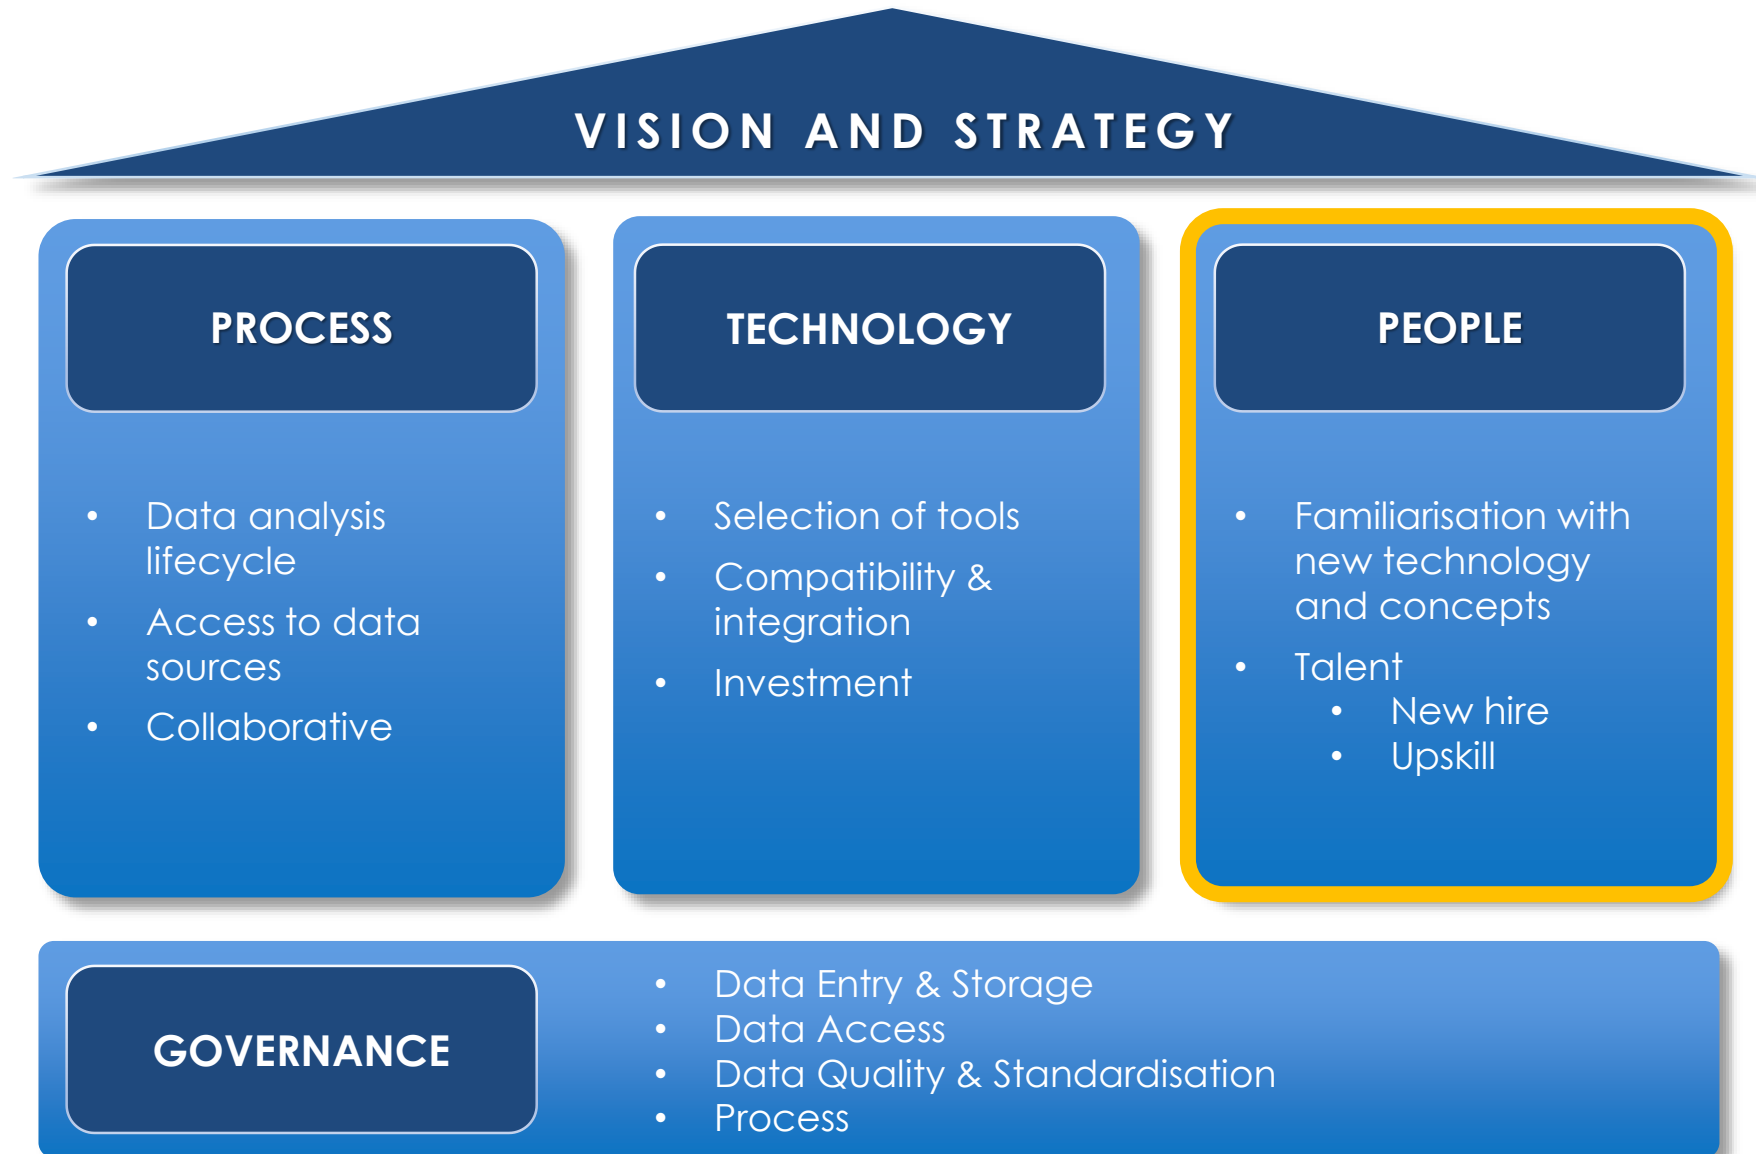 VISION AND STRATEGY
PROCESS
• Data analysis
lifecycle
• Access to data
sources
• Collaborative
TECHNOLOGY
• Selection of tools
• Compatibility &
integration
• Investment
PEOPLE
• Familiarisation with
new technology
and concepts
• Talent
• New hire
• Upskill
GOVERNANCE
• Data Entry & Storage
• Data Access
• Data Quality & Standardisation
• Process